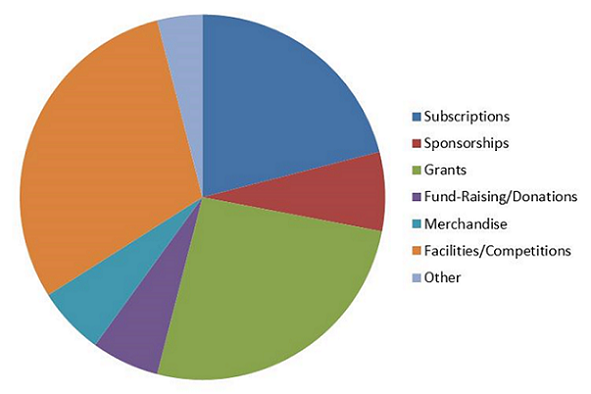 Subscriptions
Sponsorships
Grants
Fund-Raising/Donations
Merchandise
Facilities/Competitions
Other